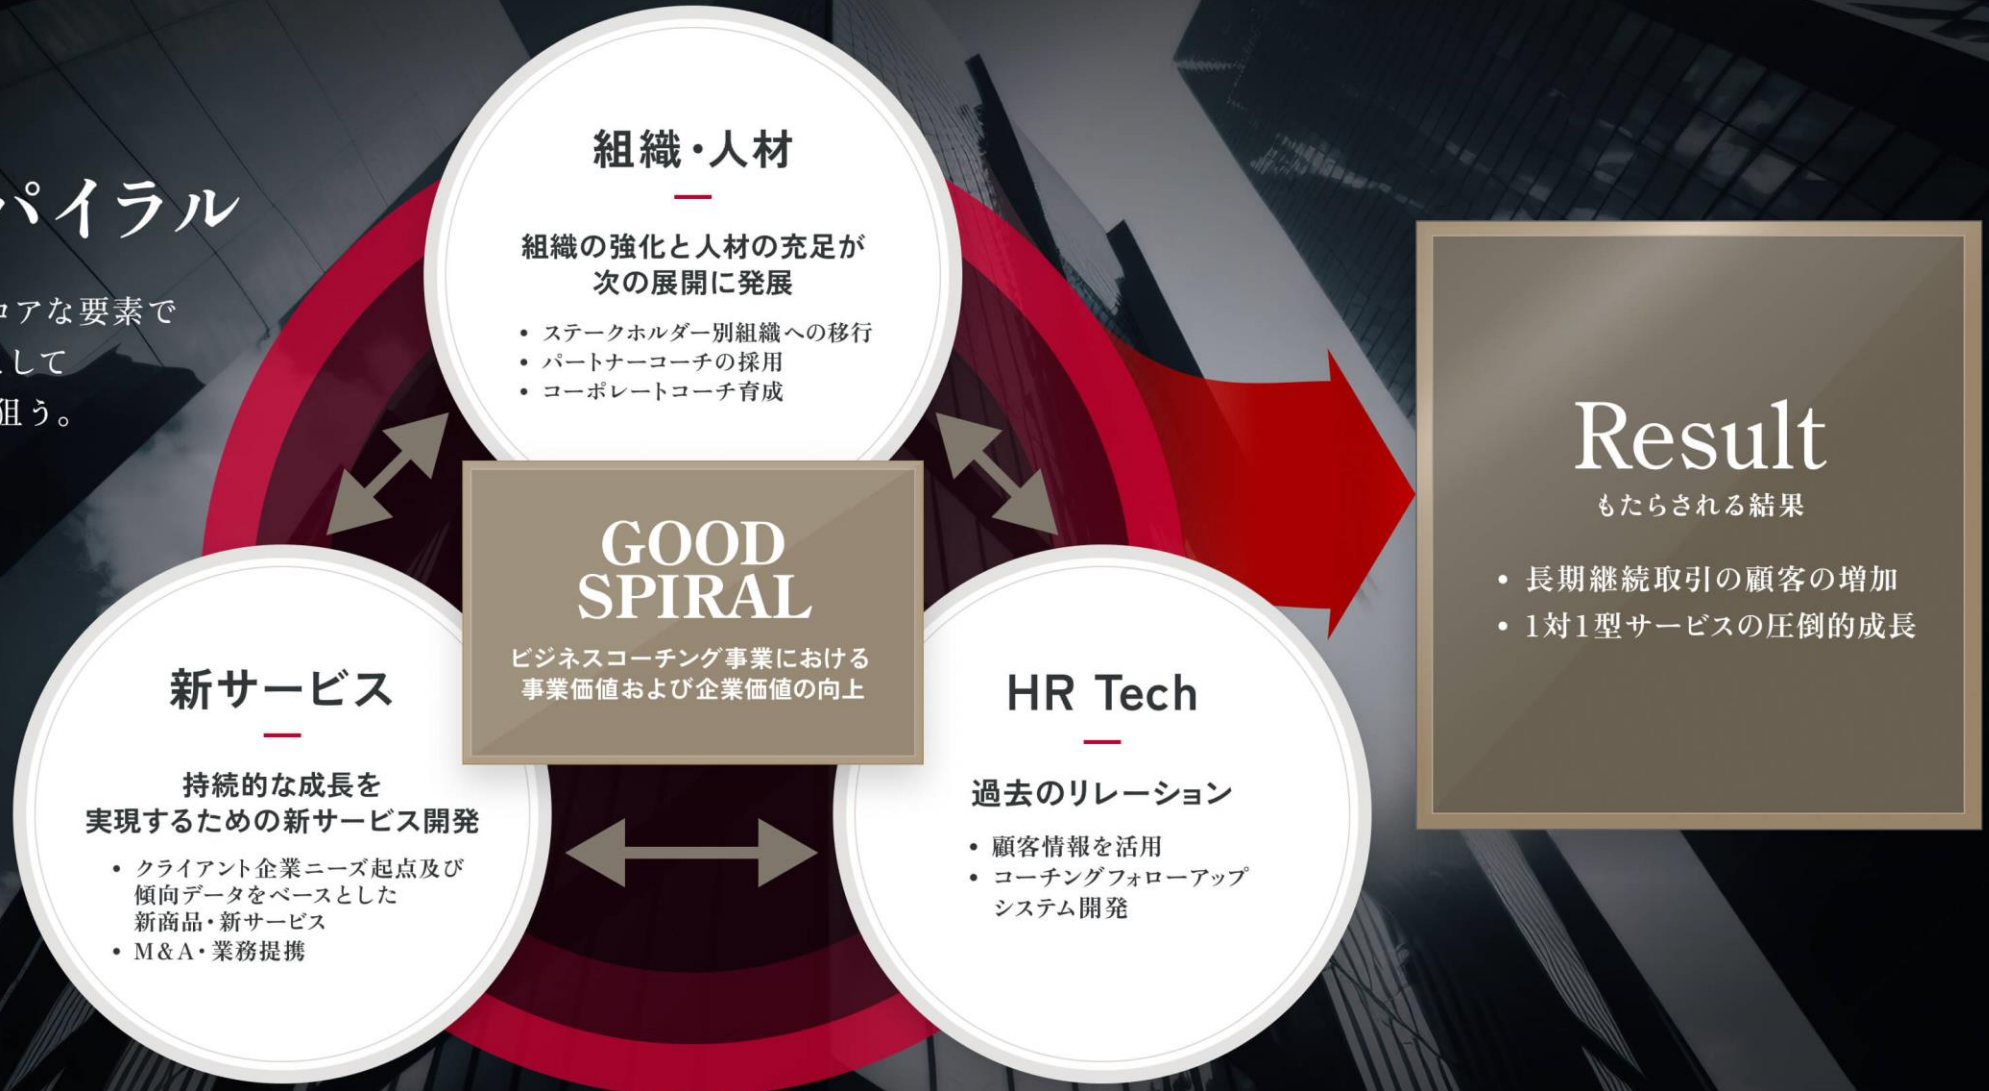 パイラル
コアな要素で
して
狙う。
組織・人材
組織の強化と人材の充足が
次の展開に発展
• ステークホルダー別組織への移行
• パートナーコーチの採用
• コーポレートコーチ育成
GOOD
SPIRAL
ビジネスコーチング事業における
事業価値および企業価値の向上
新サービス
持続的な成長を
実現するための新サービス開発
• クライアント企業ニーズ起点及び
傾向データをベースとした
新商品・新サービス
• M&A・業務提携
HR Tech
過去のリレーション
• 顧客情報を活用
• コーチングフォローアップ
システム開発
Result
もたらされる結果
• 長期継続取引の顧客の増加
• 1対1型サービスの圧倒的成長